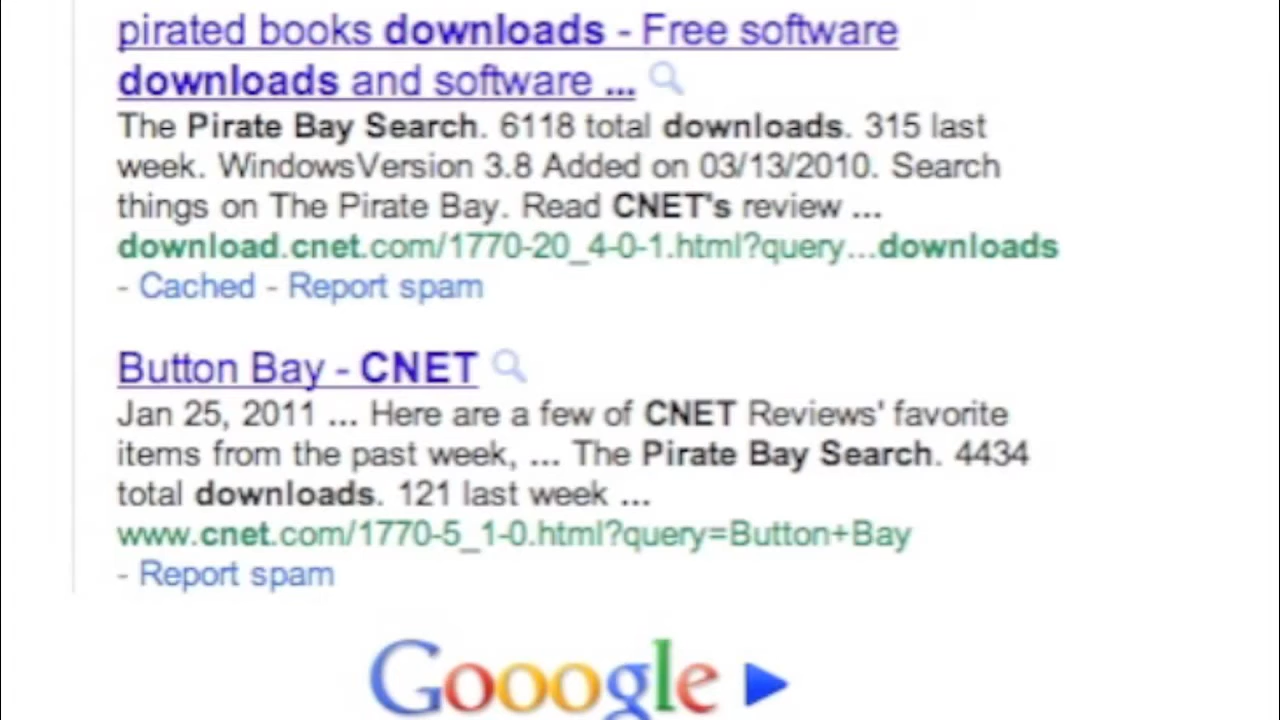 pirated books downloads - Free software
downloads and software ...
The Pirate Bay Search. 6118 total downloads. 315 last
week. WindowsVersion 3.8 Added on 03/13/2010. Search
things on The Pirate Bay. Read CNET's review ...
download.cnet.com/1770-20_4-0-1.html?query...downloads
- Cached - Report spam
Button Bay - CNET
Jan 25, 2011 ... Here are a few of CNET Reviews' favorite
items from the past week, ... The Pirate Bay Search. 4434
total downloads. 121 last week ...
www.cnet.com/1770-5_1-0.html?query=Button+Bay
- Report spam
Gooogle